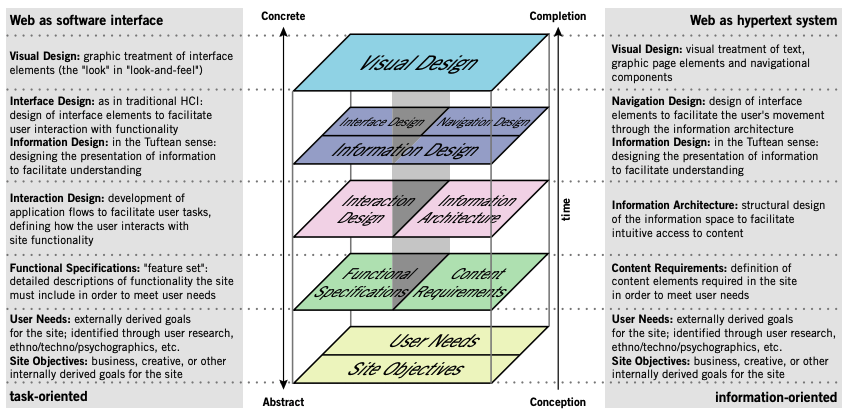 Web as software interface
Visual Design: graphic treatment of interface
elements (the "look" in "look-and-feel")
Interface Design: as in traditional HCI:
design of interface elements to facilitate
user interaction with functionality
Information Design: in the Tuftean sense:
designing the presentation of information
to facilitate understanding
Interaction Design: development of
application flows to facilitate user tasks,
defining how the user interacts with
site functionality
Functional Specifications: "feature set":
detailed descriptions of functionality the site
must include in order to meet user needs
User Needs: externally derived goals
for the site; identified through user research,
ethno/techno/psychographics, etc.
Site Objectives: business, creative, or other
internally derived goals for the site
task-oriented
Concrete
Completion
Visual Design
Interface Design
Navigation Design
Information Design
Interaction
Design
Information
Architecture
Functional
Specifications
Content
Requirements
User Needs
Site Objectives
time
Abstract
Conception
Web as hypertext system
Visual Design: visual treatment of text,
graphic page elements and navigational
components
Navigation Design: design of interface
elements to facilitate the user's movement
through the information architecture
Information Design: in the Tuftean sense:
designing the presentation of information
to facilitate understanding
Information Architecture: structural design
of the information space to facilitate
intuitive access to content
Content Requirements: definition of
content elements required in the site
in order to meet user needs
User Needs: externally derived goals
for the site; identified through user research,
ethno/techno/psychographics, etc.
Site Objectives: business, creative, or other
internally derived goals for the site
information-oriented